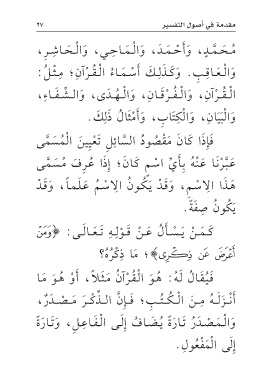 مقدمة في أصول التفسير ٢٧
مُحَمَّدٍ، وَأَحْمَدَ، وَالْمَاحِي، وَالْحَاشِرِ،
وَالْعَاقِبِ. وَكَذَلِكَ أَسْمَاءُ الْقُرْآنِ؛ مِثْلُ:
الْقُرْآنِ، وَالْفُرْقَانِ، وَالْهُدَى، وَالشِّفَاءِ،
وَالْبَيَانِ، وَالْكِتَابِ، وَأَمْثَالُ ذَلِكَ.
فَإِذَا كَانَ مَقْصُودُ السَّائِلِ تَعْيِينَ الْمُسَمَّى
عَبَّرْنَا عَنْهُ بِأَيِّ اسْمٍ كَانَ؛ إِذَا عُرِفَ مُسَمَّى
هَذَا الِاسْمِ، وَقَدْ يَكُونُ الِاسْمُ عَلَماً، وَقَدْ
يَكُونُ صِفَةً.
كَمَنْ يَسْأَلُ عَنْ قَوْلِهِ تَعَالَى: ﴿وَمَنْ
أَعْرَضَ عَن ذِكْرِى﴾؛ مَا ذِكْرُهُ؟
فَيُقَالُ لَهُ: هُوَ الْقُرْآنُ مَثَلاً، أَوْ هُوَ مَا
أَنْزَلَهُ مِنَ الْكُتُبِ؛ فَإِنَّ الذِّكْرَ مَصْدَرٌ،
وَالْمَصْدَرُ تَارَةً يُضَافُ إِلَى الْفَاعِلِ، وَتَارَةً
إِلَى الْمَفْعُولِ.